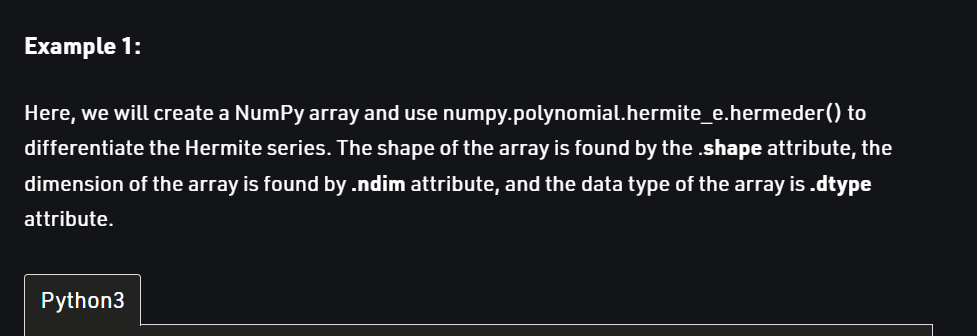 Example 1:
Here, we will create a NumPy array and use numpy.polynomial.hermite_e.hermeder() to
differentiate the Hermite series. The shape of the array is found by the .shape attribute, the
dimension of the array is found by .ndim attribute, and the data type of the array is .dtype
attribute.
Python3